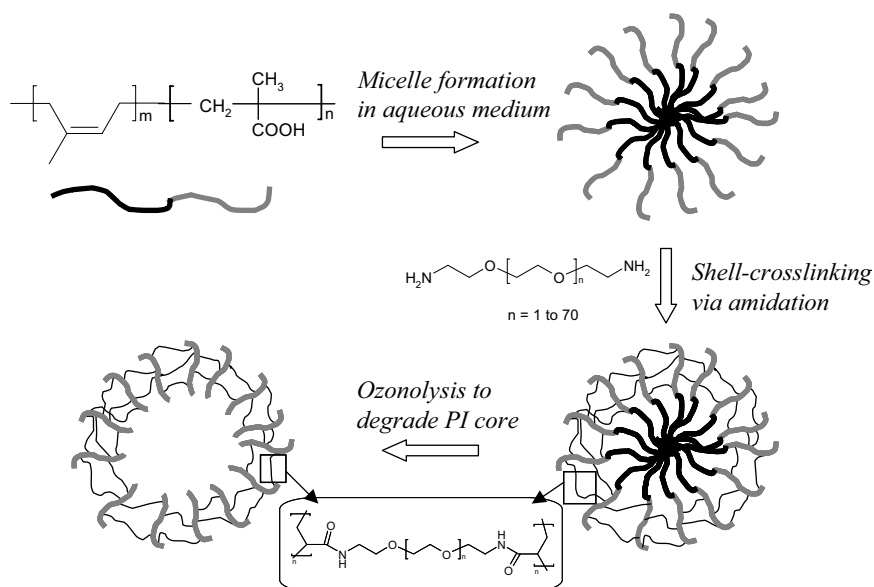 Micelle formation
in aqueous medium
m
CH₂
CH₃
COOH
n
H₂N
O
O
n
NH₂
n = 1 to 70
Shell-crosslinking
via amidation
Ozonolysis to
degrade PI core
n
O
N
H
O
O
n
H
N
O
n